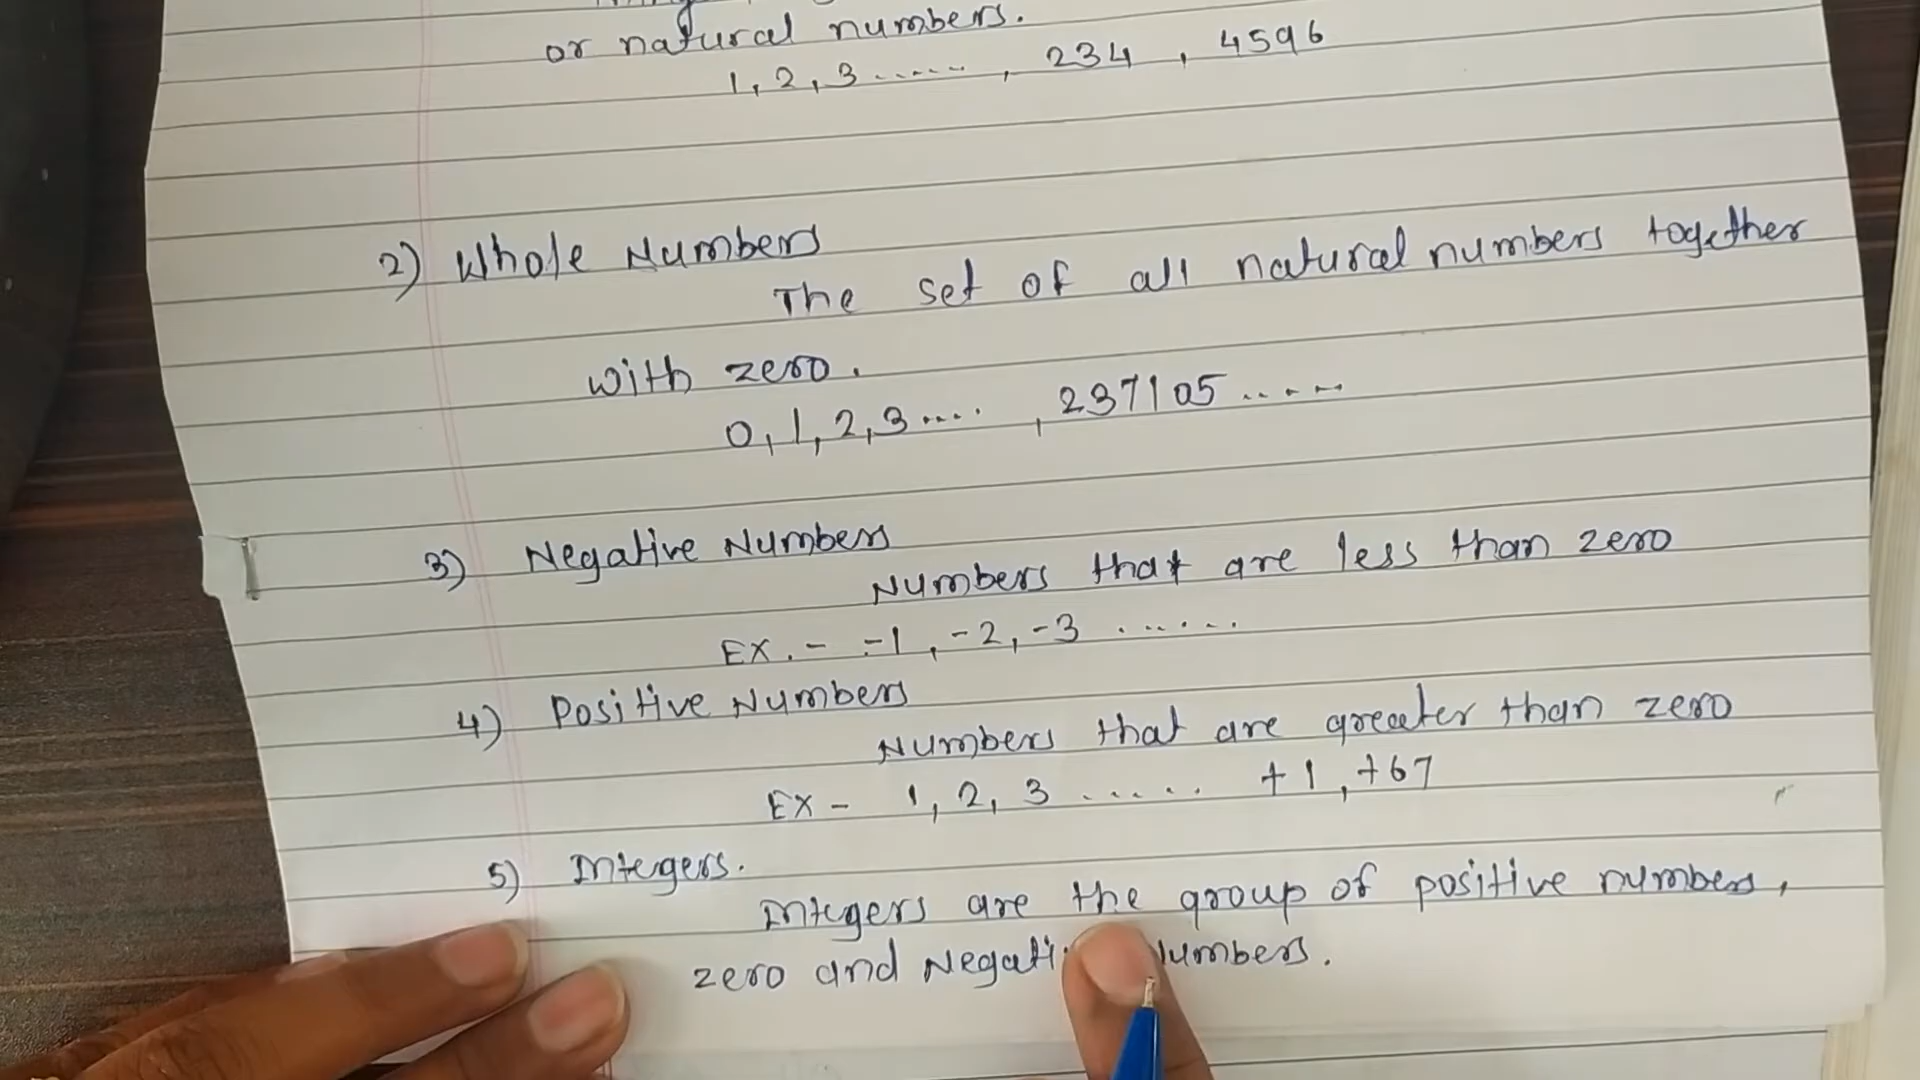 or natural numbers.
1, 2, 3 ......, 234, 4596
2) Whole Numbers
The set of all natural numbers together
with zero.
0, 1, 2, 3...., 237105 .....
3) Negative Numbers
Numbers that are less than zero
Ex. - -1, -2, -3 ......
4) Positive Numbers
Numbers that are greater than zero
Ex - 1, 2, 3 ...... +1, +67
5) Integers.
Integers are the group of positive numbers,
zero and Negati Numbers.